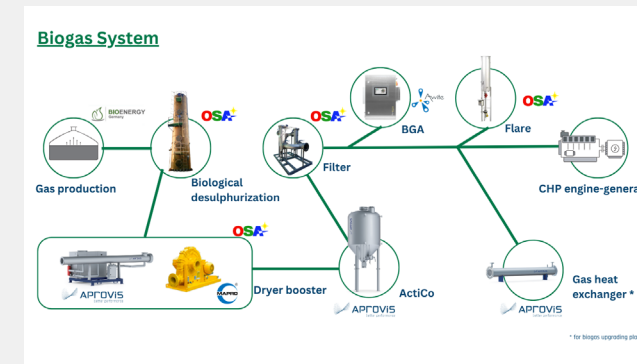 Biogas System
BIOENERGY
Germany
OSA
OSA
BGA
OSA
Flare
Gas production
Biological
desulphurization
Filter
CHP engine-genera
OSA
APROVIS
MAPRO
Dryer booster
ActiCo
APROVIS
Gas heat
exchanger *
APROVIS
* for biogas upgrading pla